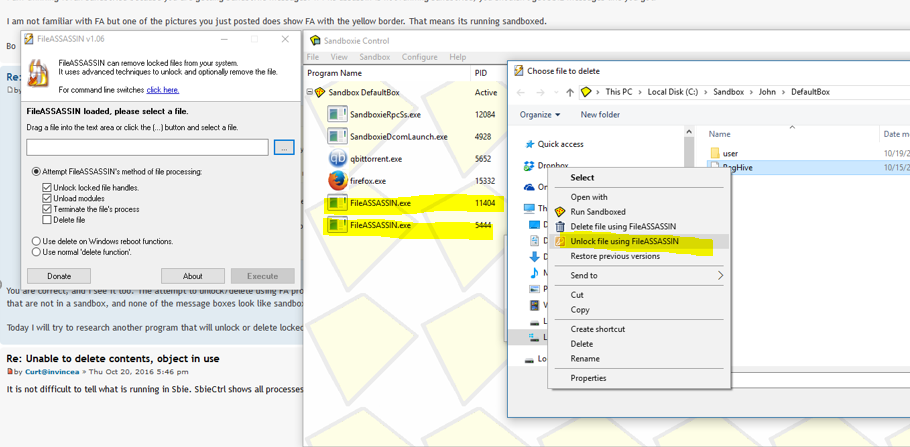 I am not familiar with FA but one of the pictures you just posted does show FA with the yellow border. That means its running sandboxed.
Bo
Re:
by
FileASSASSIN v1.06
FileASSASSIN can remove locked files from your system.
It uses advanced techniques to unlock and optionally remove the file.
For command line switches click here.
FileASSASSIN loaded, please select a file.
Drag a file into the text area or click the (...) button and select a file.
...
Attempt FileASSASSIN's method of file processing:
Unlock locked file handles.
Unload modules
Terminate the file's process
Delete file
Use delete on Windows reboot functions.
Use normal 'delete function'.
Donate
About
Execute
You are correct, and I see it too. The attempt to unlock/delete using FA pro
that are not in a sandbox, and none of the message boxes look like sandbox
Today I will try to research another program that will unlock or delete locked
Re: Unable to delete contents, object in use
by Curt@invincea » Thu Oct 20, 2016 5:46 pm
It is not difficult to tell what is running in Sbie. SbieCtrl shows all processes
Sandboxie Control
File View Sandbox Configure Help
Program Name PID
Sandbox DefaultBox Active
SandboxieRpcSs.exe 12084
SandboxieDcomLaunch.exe 4928
qb qbittorrent.exe 5652
firefox.exe 15332
FileASSASSIN.exe 11404
FileASSASSIN.exe 5444
Choose file to delete
This PC > Local Disk (C:) > Sandbox > John > DefaultBox
Organize New folder
Quick access
Dropbox
On
Th
D
D
D
M
P
V
L
L
Lo
Name Date mo
user 10/19/2
RegHive 10/15/2
Select
Open with
Run Sandboxed
Delete file using FileASSASSIN
Unlock file using FileASSASSIN
Restore previous versions
Send to
Cut
Copy
Create shortcut
Delete
Rename
Properties